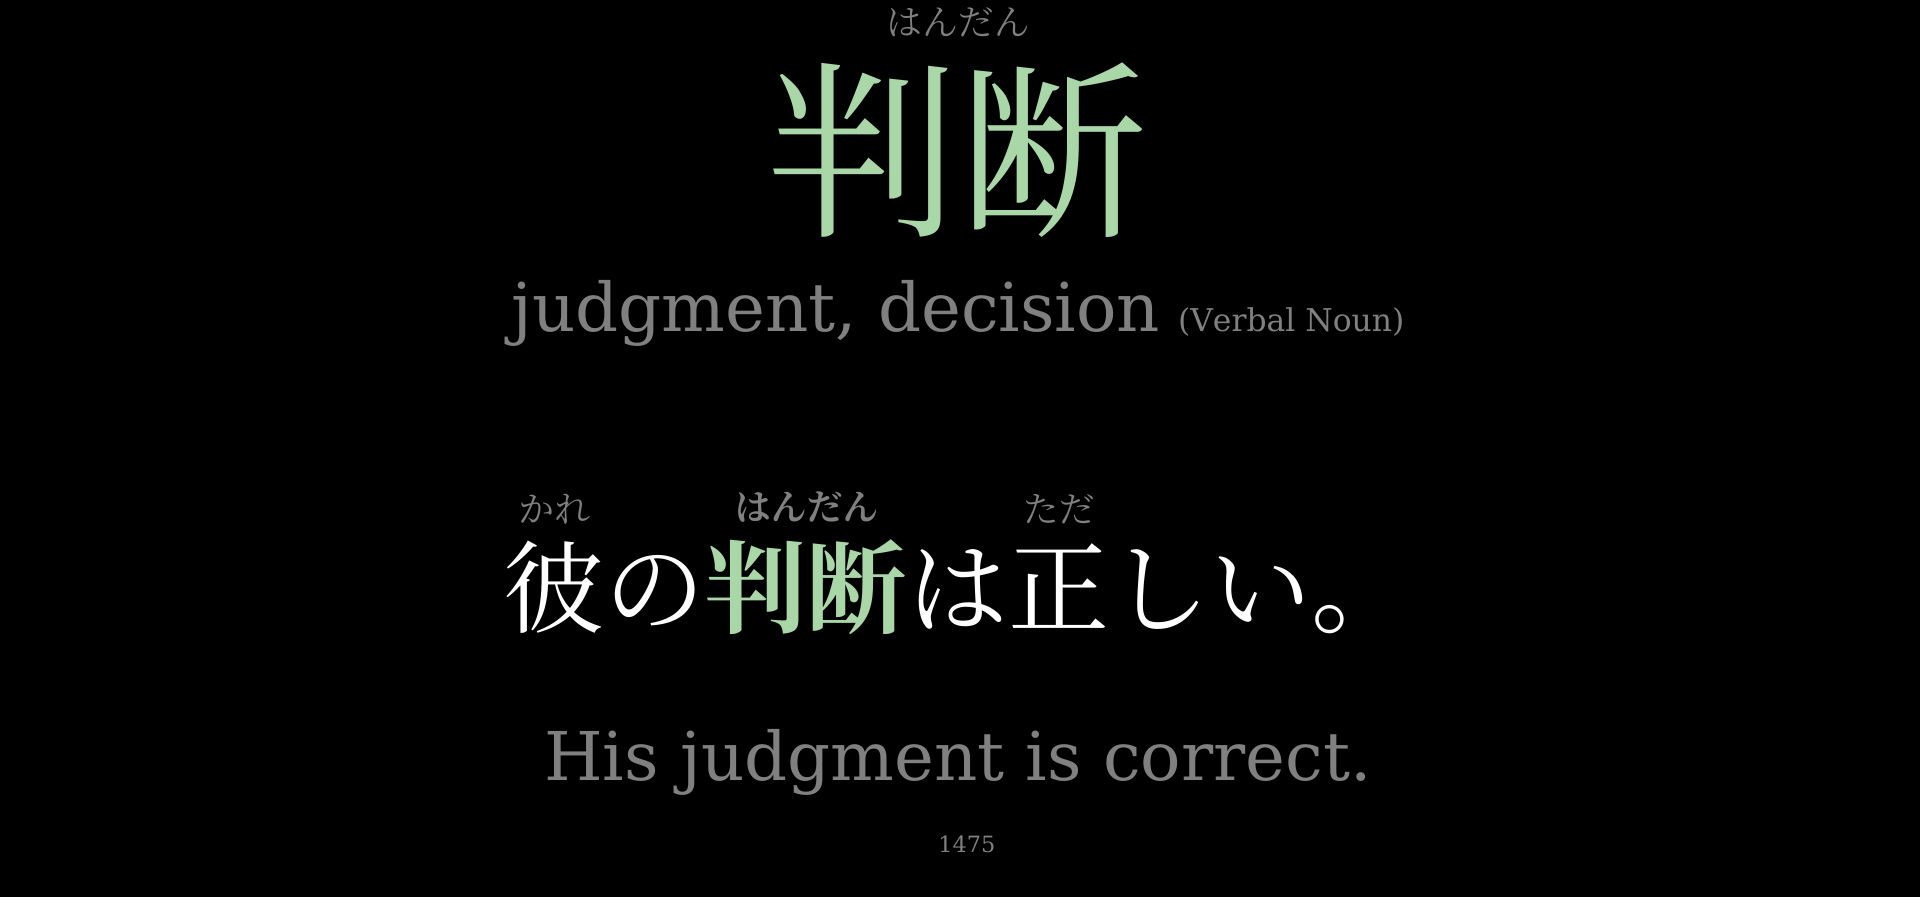 はんだん
判断
judgment, decision (Verbal Noun)
かれ はんだん ただ
彼の判断は正しい。
His judgment is correct.
1475